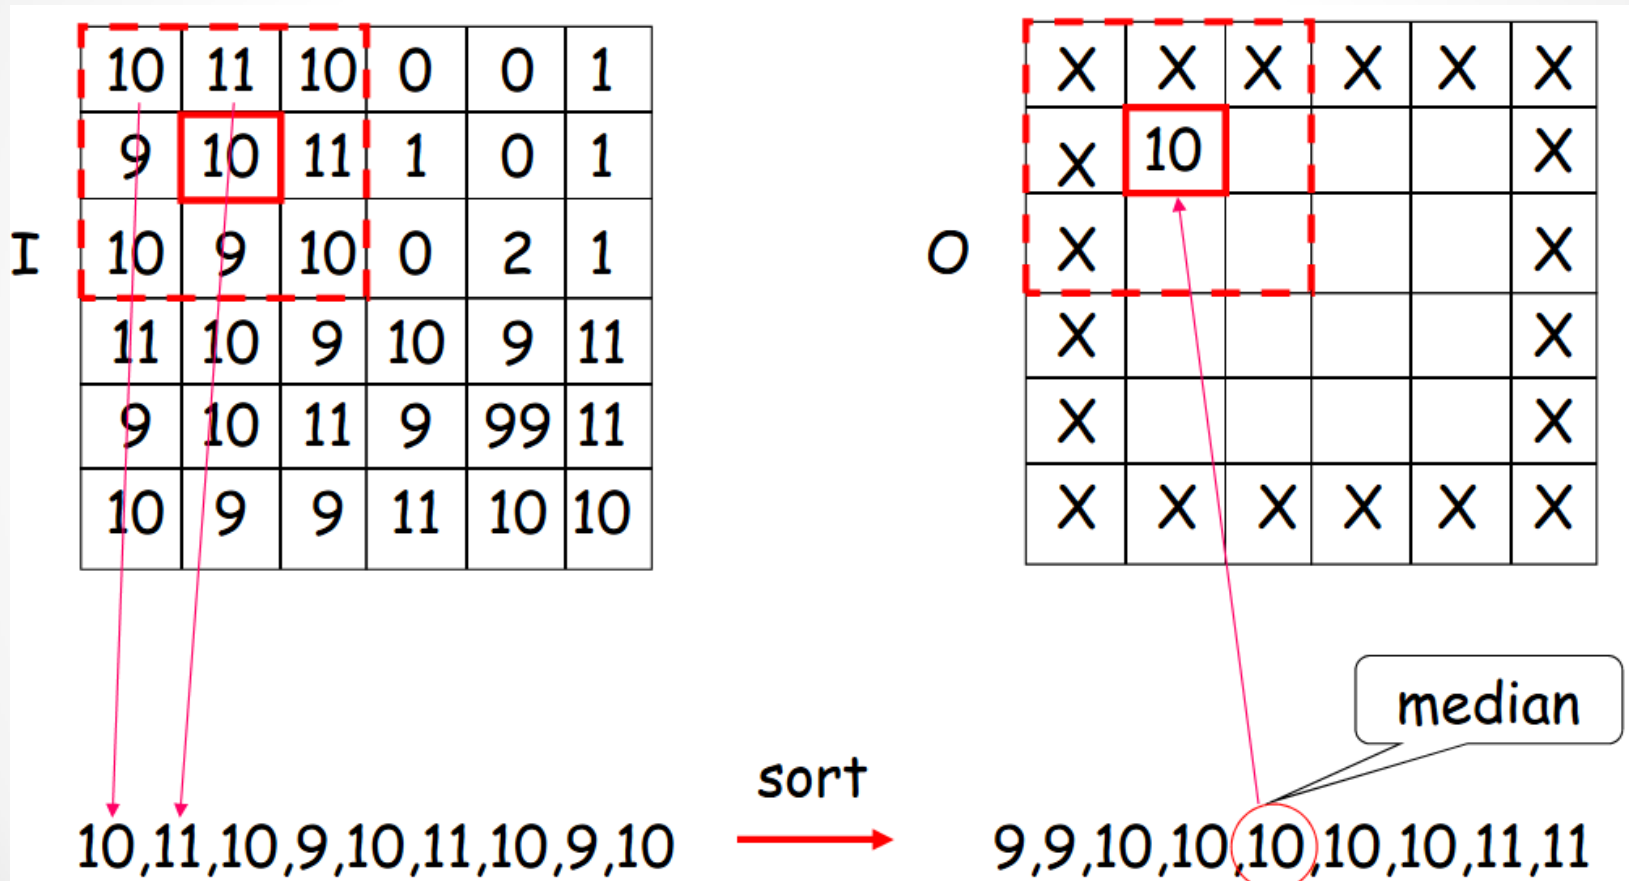 10 11 10 0 0 1
9 10 11 1 0 1
I 10 9 10 0 2 1
11 10 9 10 9 11
9 10 11 9 99 11
10 9 9 11 10 10
X X X X X X
X 10 X
O X X
X X
X X
X X X X X X
median
sort
10,11,10,9,10,11,10,9,10
9,9,10,10,10,10,10,11,11